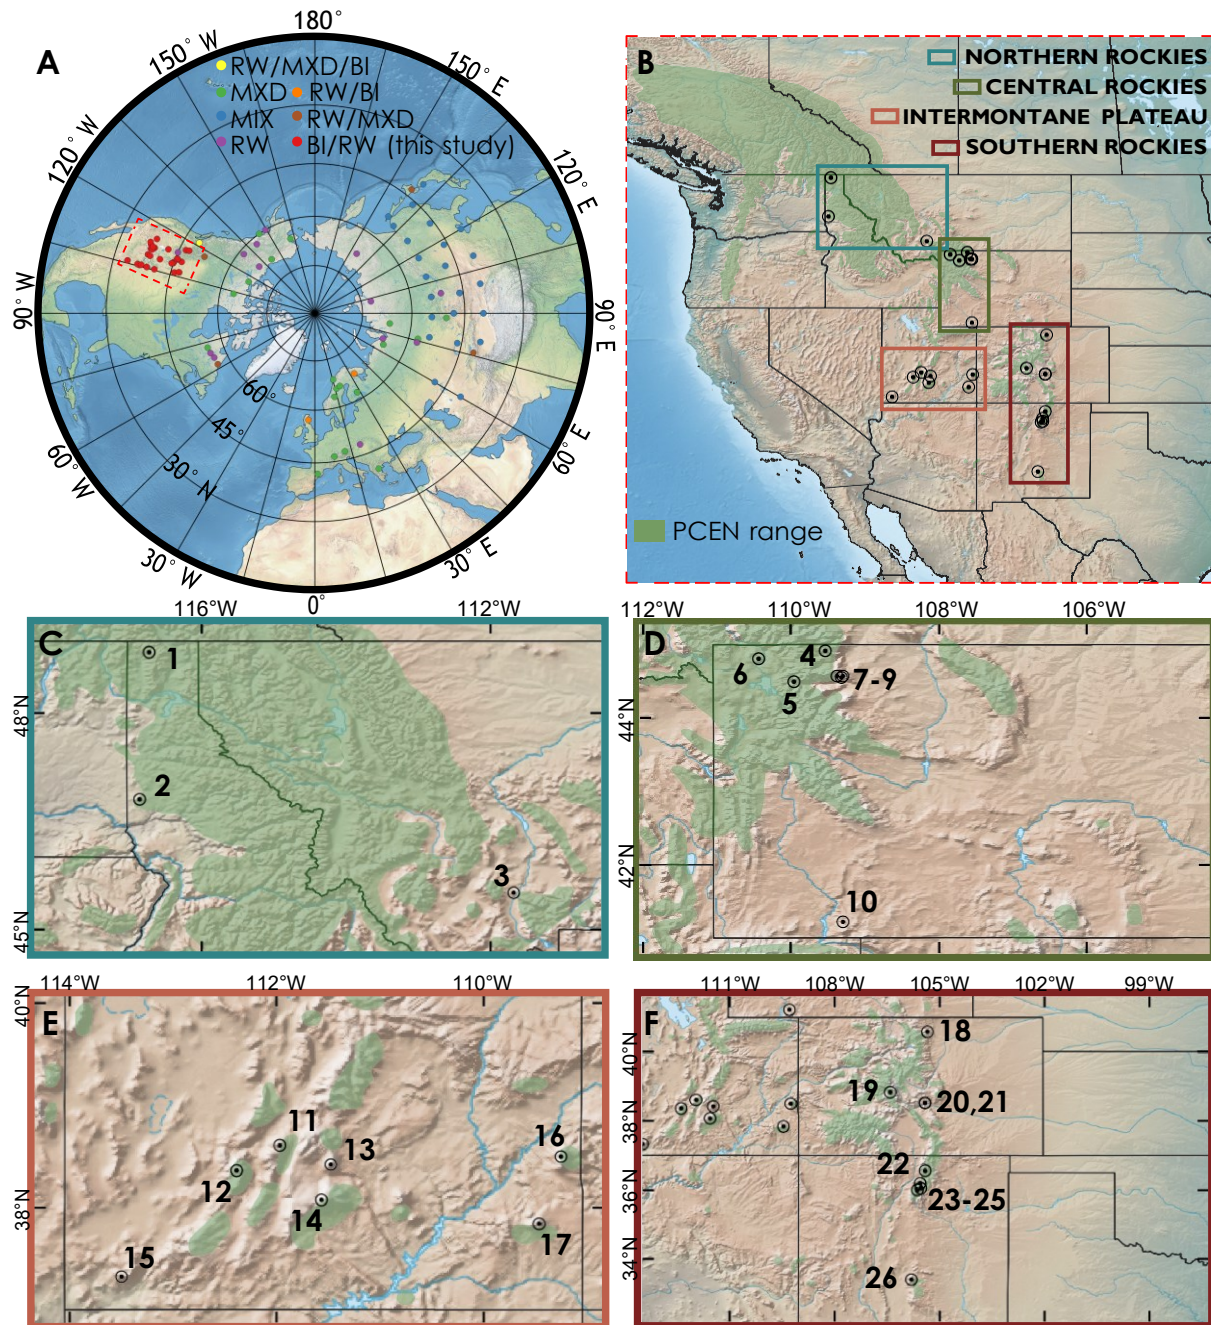 A
180°
150° W
150° E
120° W
120° E
90° W
90° E
60° W
60° E
30° W
30° E
0°
60°
45°
30° N
RW/MXD/BI
MXD RW/BI
MIX RW/MXD
RW BI/RW (this study)
B
NORTHERN ROCKIES
CENTRAL ROCKIES
INTERMONTANE PLATEAU
SOUTHERN ROCKIES
PCEN range
116°W 112°W
C
48°N
45°N
1
2
3
112°W 110°W 108°W 106°W
D
44°N
42°N
4
6
7-9
5
10
114°W 112°W 110°W
E
40°N
38°N
11
13
16
12
14
17
15
111°W 108°W 105°W 102°W 99°W
F
40°N
38°N
36°N
34°N
18
19
20,21
22
23-25
26